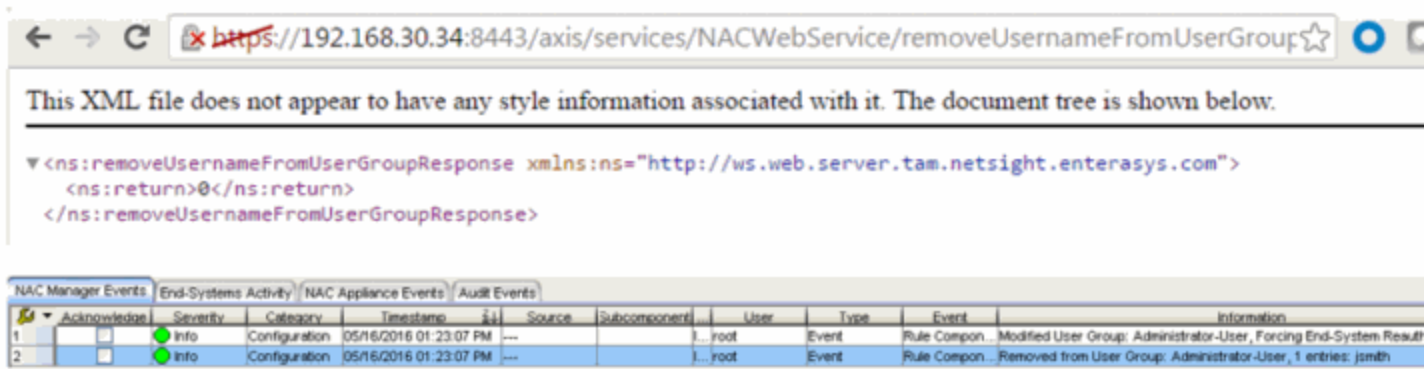 https://192.168.30.34:8443/axis/services/NACWebService/removeUsernameFromUserGroup
This XML file does not appear to have any style information associated with it. The document tree is shown below.
▼<ns:removeUsernameFromUserGroupResponse xmlns:ns="http://ws.web.server.tam.netsight.enterasys.com">
<ns:return>0</ns:return>
</ns:removeUsernameFromUserGroupResponse>
NAC Manager Events End-Systems Activity NAC Appliance Events Audit Events
Acknowledge Severity Category Timestamp Source Subcomponent I... User Type Event Information
1 Info Configuration 05/16/2016 01:23:07 PM --- I... root Event Rule Compon... Modified User Group: Administrator-User, Forcing End-System Reauth
2 Info Configuration 05/16/2016 01:23:07 PM --- I... root Event Rule Compon... Removed from User Group: Administrator-User, 1 entries: jsmith